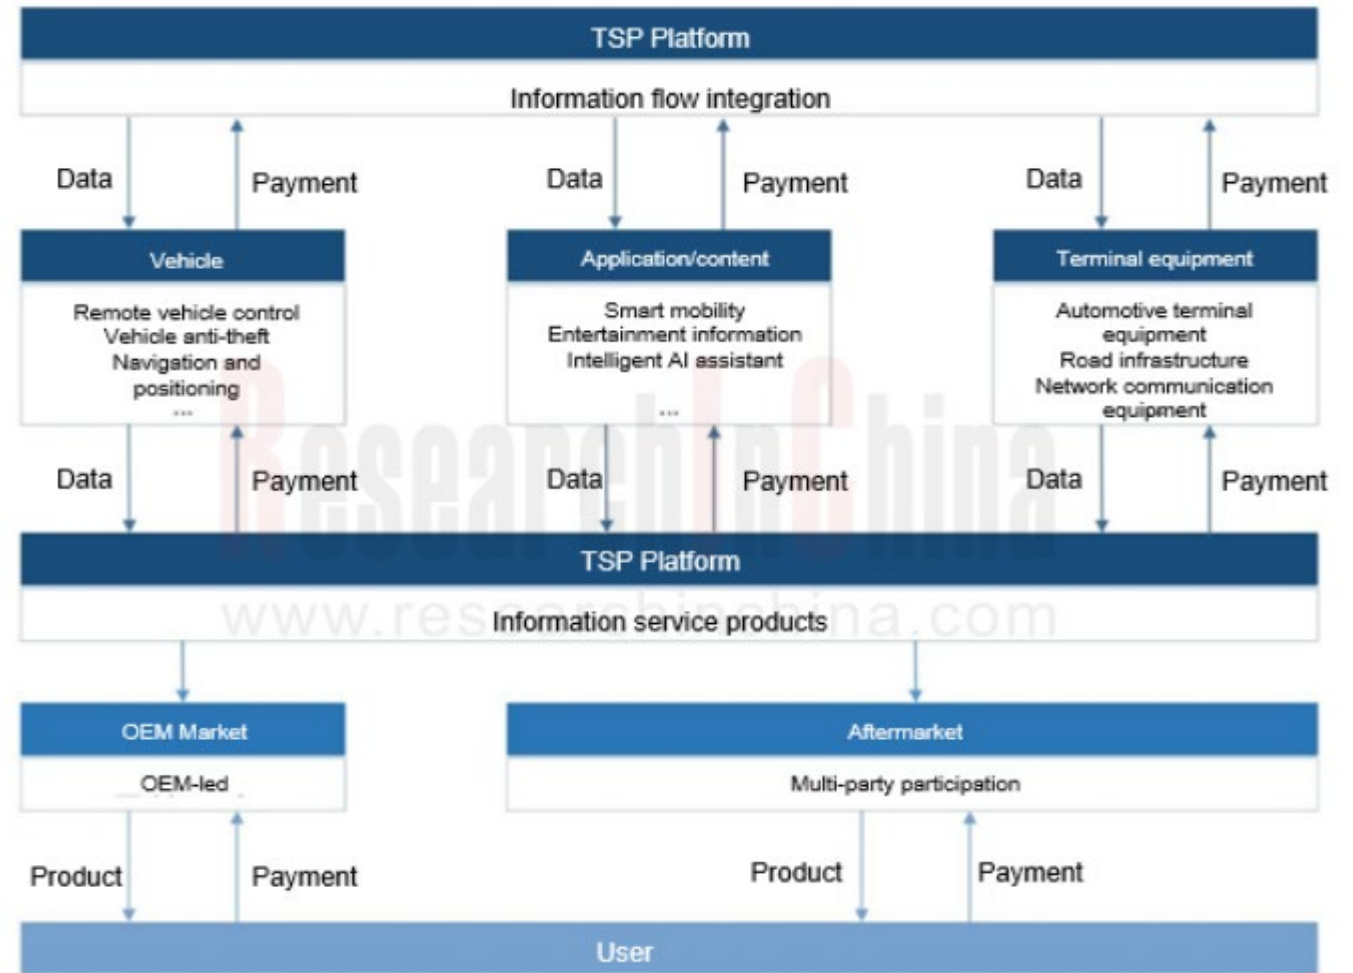 TSP Platform
Information flow integration
Data
Payment
Data
Payment
Data
Payment
Vehicle
Remote vehicle control
Vehicle anti-theft
Navigation and
positioning
...
Application/content
Smart mobility
Entertainment information
Intelligent AI assistant
...
Terminal equipment
Automotive terminal
equipment
Road infrastructure
Network communication
equipment
ResearchInChina
Data
Payment
Data
Payment
Data
Payment
TSP Platform
www.researchinchina.com
Information service products
OEM Market
OEM-led
Aftermarket
Multi-party participation
Product
Payment
Product
Payment
User